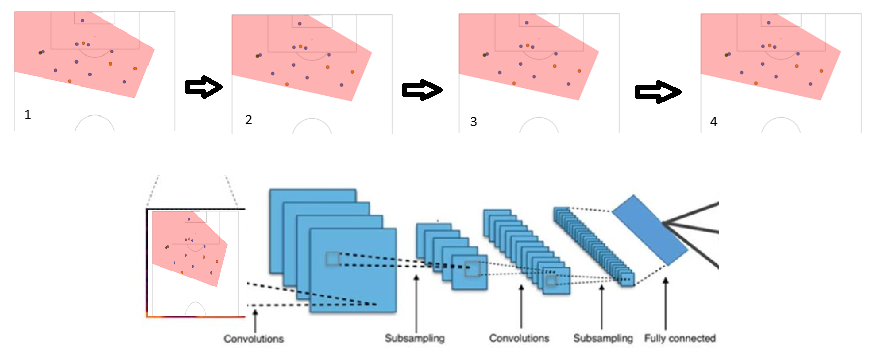 1
2
3
4
Convolutions
Subsampling
Convolutions
Subsampling
Fully connected